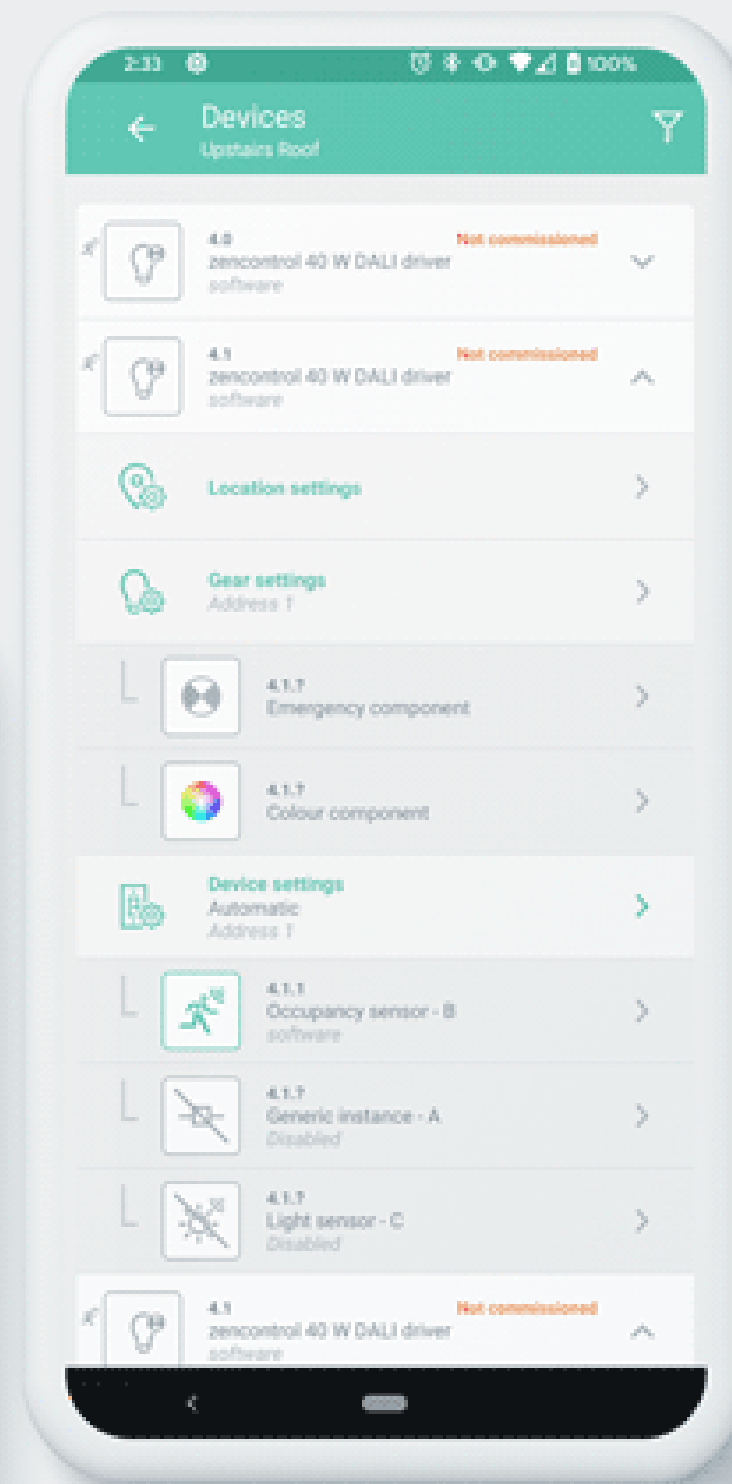 2:33
100%
Devices
Upstairs Roof
4.0
Not commissioned
zencontrol 40 W DALI driver
software
4.1
Not commissioned
zencontrol 40 W DALI driver
software
Location settings
Gear settings
Address 1
4.1.?
Emergency component
4.1.?
Colour component
Device settings
Automatic
Address 1
4.1.1
Occupancy sensor - B
software
4.1.?
Generic instance - A
Disabled
4.1.?
Light sensor - C
Disabled
4.1
Not commissioned
zencontrol 40 W DALI driver
software